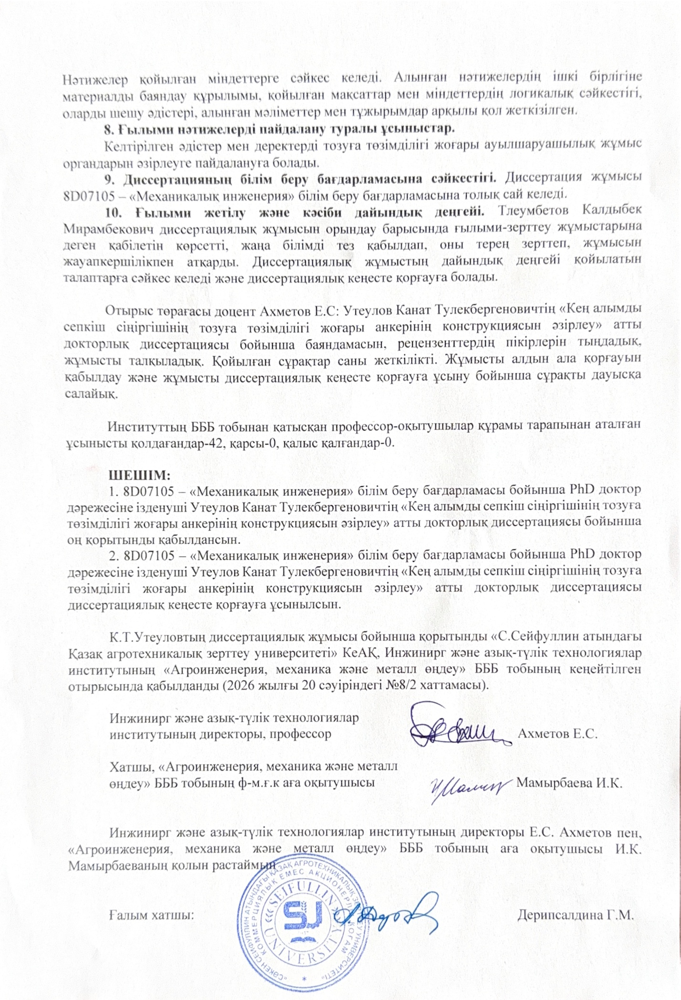 Нәтижелер қойылған міндеттерге сәйкес келеді. Алынған нәтижелердің ішкі бірлігіне
материалды баяндау құрылымы, қойылған мақсаттар мен міндеттердің логикалық сәйкестігі,
оларды шешу әдістері, алынған мәліметтер мен тұжырымдар арқылы қол жеткізілген.
8. Ғылыми нәтижелерді пайдалану туралы ұсыныстар.
Келтірілген әдістер мен деректерді тозуға төзімділігі жоғары ауылшаруашылық жұмыс
органдарын әзірлеуге пайдалануға болады.
9. Диссертацияның білім беру бағдарламасына сәйкестігі. Диссертация жұмысы
8D07105 – «Механикалық инженерия» білім беру бағдарламасына толық сай келеді.
10. Ғылыми жетілу және кәсіби дайындық деңгейі. Тлеумбетов Калдыбек
Мирамбекович диссертациялық жұмысын орындау барысында ғылыми-зерттеу жұмыстарына
деген қабілетін көрсетті, жаңа білімді тез қабылдап, оны терең зерттеп, жұмысын
жауапкершілікпен атқарды. Диссертациялық жұмыстың дайындық деңгейі қойылатын
талаптарға сәйкес келеді және диссертациялық кеңесте қорғауға болады.
Отырыс төрағасы доцент Ахметов Е.С: Утеулов Канат Тулекбергеновичтің «Кең алымды
сепкіш сіңіргішінің тозуға төзімділігі жоғары анкерінің конструкциясын әзірлеу» атты
докторлық диссертациясы бойынша баяндамасын, рецензенттердің пікірлерін тыңдадық,
жұмысты талқыладық. Қойылған сұрақтар саны жеткілікті. Жұмысты алдын ала қорғауын
қабылдау және жұмысты диссертациялық кеңесте қорғауға ұсыну бойынша сұрақты дауысқа
салайық.
Институттың БББ тобынан қатысқан профессор-оқытушылар құрамы тарапынан аталған
ұсынысты қолдағандар-42, қарсы-0, қалыс қалғандар-0.
ШЕШІМ:
1. 8D07105 – «Механикалық инженерия» білім беру бағдарламасы бойынша PhD доктор
дәрежесіне ізденуші Утеулов Канат Тулекбергеновичтің «Кең алымды сепкіш сіңіргішінің тозуға
төзімділігі жоғары анкерінің конструкциясын әзірлеу» атты докторлық диссертациясы бойынша
оң қорытынды қабылдансын.
2. 8D07105 – «Механикалық инженерия» білім беру бағдарламасы бойынша PhD доктор
дәрежесіне ізденуші Утеулов Канат Тулекбергеновичтің «Кең алымды сепкіш сіңіргішінің тозуға
төзімділігі жоғары анкерінің конструкциясын әзірлеу» атты докторлық диссертациясы
диссертациялық кеңесте қорғауға ұсынылсын.
К.Т.Утеуловтың диссертациялық жұмысы бойынша қорытынды «С.Сейфуллин атындағы
Қазақ агротехникалық зерттеу университеті» КеАҚ, Инжинирг және азық-түлік технологиялар
институтының «Агроинженерия, механика және металл өңдеу» БББ тобының кеңейтілген
отырысында қабылданды (2026 жылғы 20 сәуіріндегі №8/2 хаттамасы).
Инжинирг және азық-түлік технологиялар
институтының директоры, профессор Ахметов Е.С.
Хатшы, «Агроинженерия, механика және металл
өңдеу» БББ тобының ф-м.ғ.к аға оқытушысы Мамырбаева И.К.
Инжинирг және азық-түлік технологиялар институтының директоры Е.С. Ахметов пен,
«Агроинженерия, механика және металл өңдеу» БББ тобының аға оқытушысы И.К.
Мамырбаеваның қолын растаймын
Ғалым хатшы: Дерипсалдина Г.М.
«СӘКЕН СЕЙФУЛЛИН АТЫНДАҒЫ ҚАЗАҚ АГРОТЕХНИКАЛЫҚ ЗЕРТТЕУ УНИВЕРСИТЕТІ»
КОММЕРЦИЯЛЫҚ ЕМЕС АКЦИОНЕРЛІК ҚОҒАМ
SEIFULLIN UNIVERSITY
SU